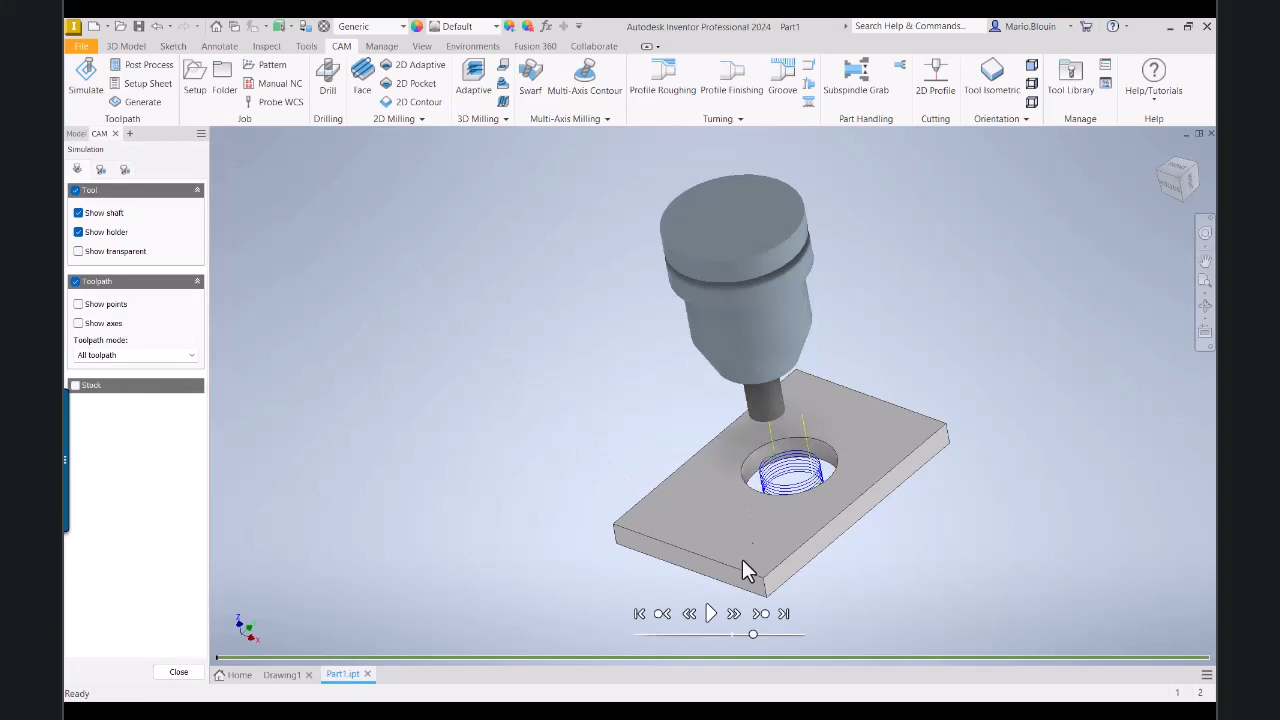 Generic
Default
Autodesk Inventor Professional 2024 Part1
Search Help & Commands...
Mario.Blouin
File
3D Model
Sketch
Annotate
Inspect
Tools
CAM
Manage
View
Environments
Fusion 360
Collaborate
Simulate
Post Process
Setup Sheet
Generate
Toolpath
Setup
Folder
Pattern
Manual NC
Probe WCS
Job
Drill
Drilling
Face
2D Adaptive
2D Pocket
2D Contour
2D Milling
Adaptive
3D Milling
Swarf
Multi-Axis Contour
Multi-Axis Milling
Profile Roughing
Profile Finishing
Groove
Turning
Subspindle Grab
Part Handling
2D Profile
Cutting
Tool Isometric
Orientation
Tool Library
Manage
Help/Tutorials
Help
Model
CAM
Simulation
Tool
Show shaft
Show holder
Show transparent
Toolpath
Show points
Show axes
Toolpath mode:
All toolpath
Stock
Close
Z
X
Home
Drawing1
Part1.ipt
Ready
1
2